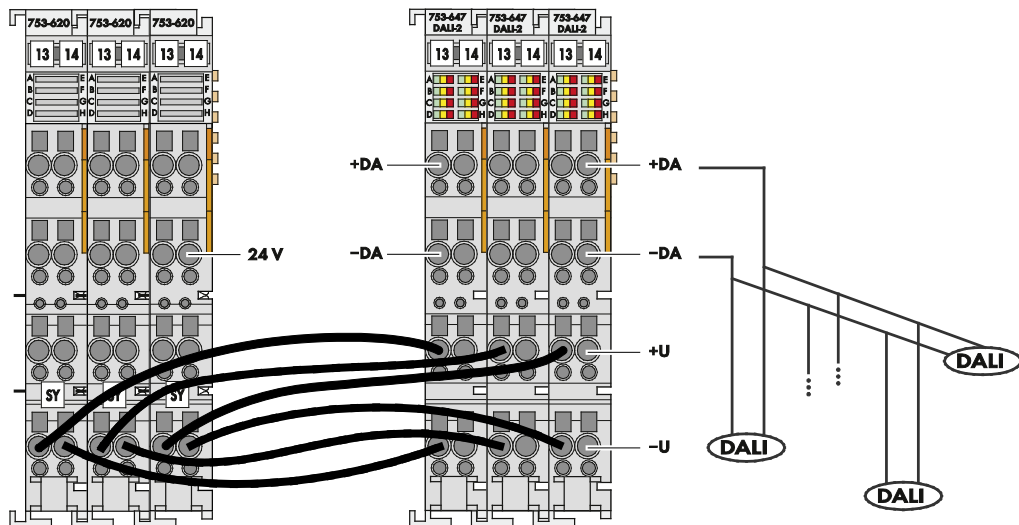 753-620 753-620 753-620
753-647 753-647 753-647
DALI-2 DALI-2 DALI-2
13 14 13 14 13 14
13 14 13 14 13 14
A E A E A E
B F B F B F
C G C G C G
D H D H D H
A E A E A E
B F B F B F
C G C G C G
D H D H D H
+DA
+DA
24 V
−DA
−DA
+U
DALI
SY SY SY
−U
DALI
DALI